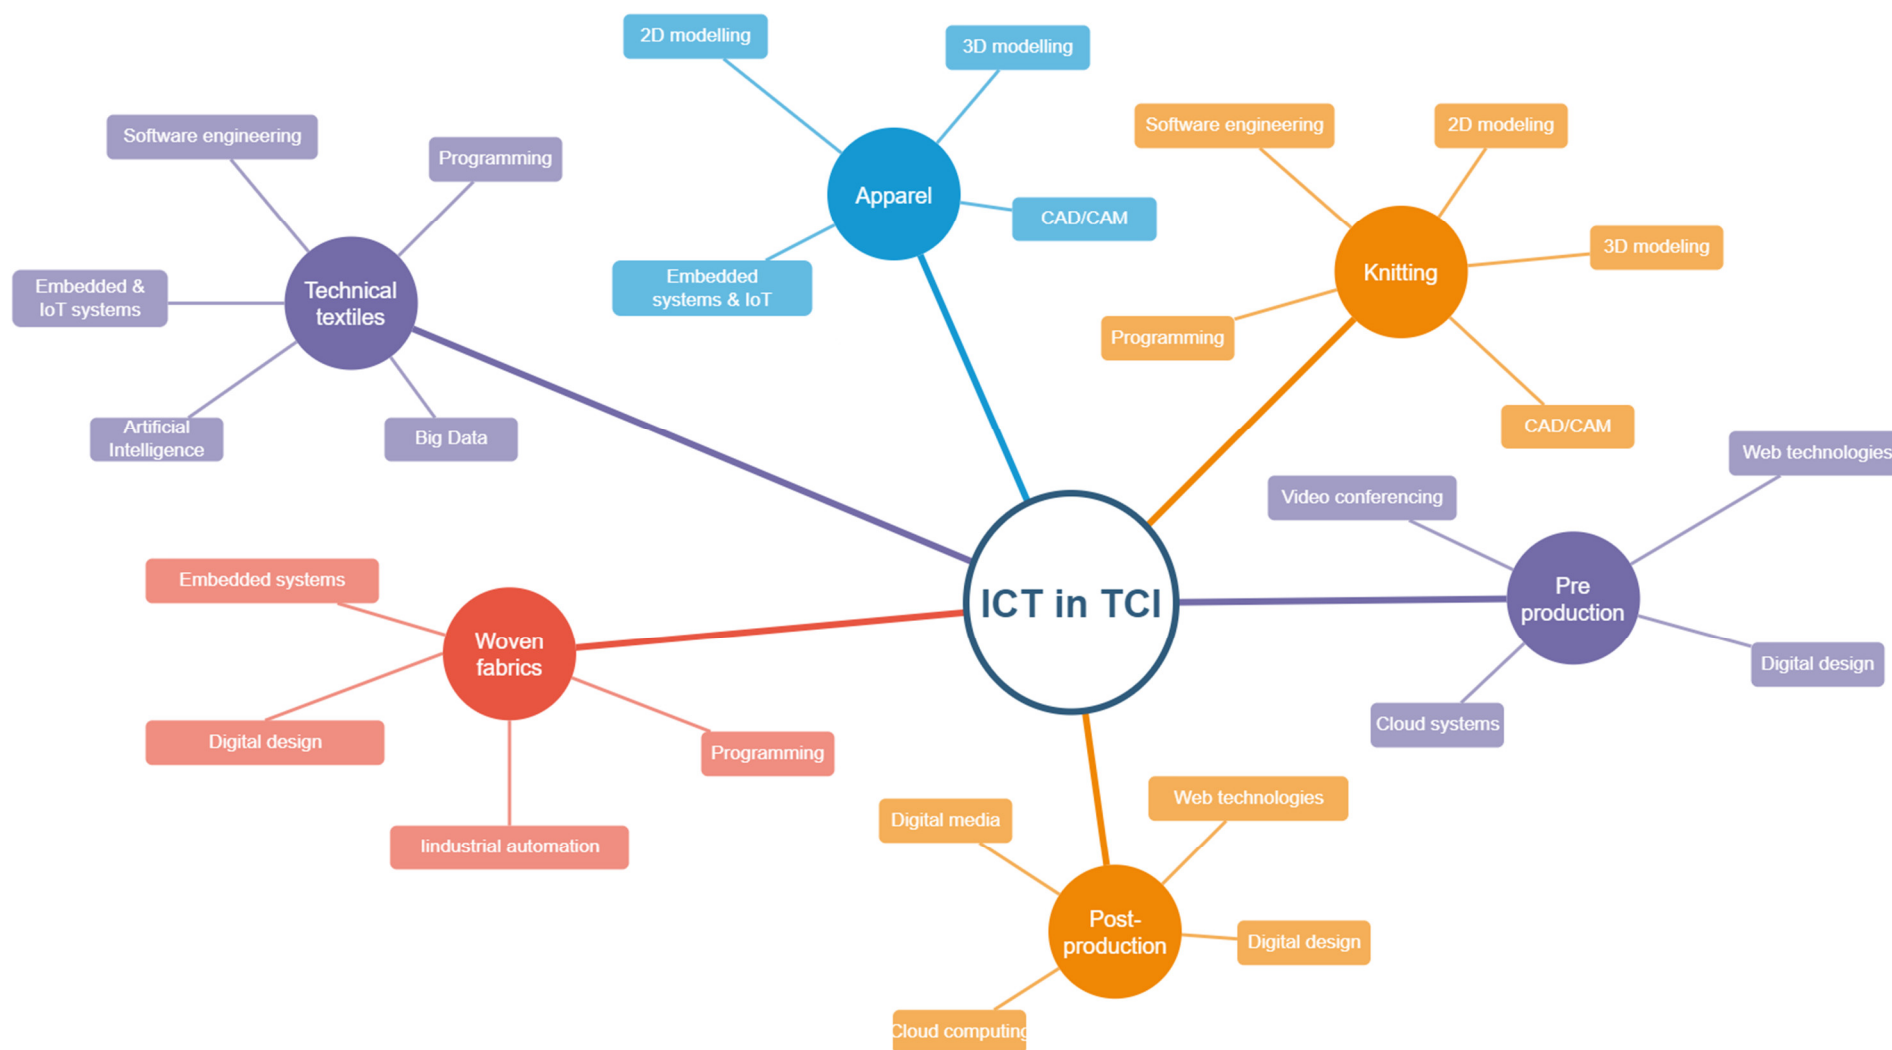 2D modelling
3D modelling
Apparel
CAD/CAM
Embedded
systems & IoT
Software engineering
Programming
Technical
textiles
Embedded &
IoT systems
Artificial
Intelligence
Big Data
Software engineering
2D modeling
3D modeling
Knitting
Programming
CAD/CAM
Web technologies
Video conferencing
Pre
production
Digital design
Cloud systems
ICT in TCI
Embedded systems
Woven
fabrics
Digital design
Programming
Iindustrial automation
Web technologies
Digital media
Post-
production
Digital design
Cloud computing